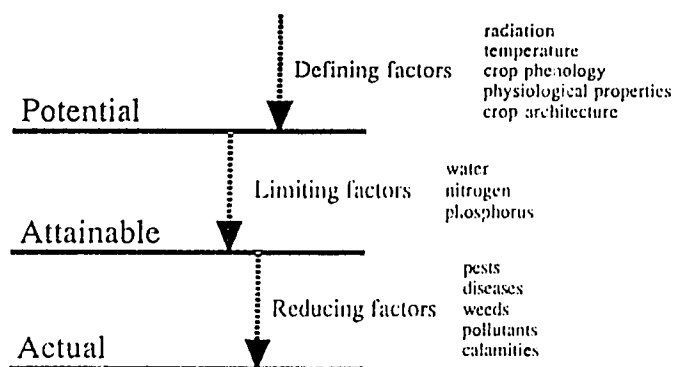 radiation
temperature
Defining factors
crop phenology
physiological properties
crop architecture
Potential
water
Limiting factors
nitrogen
phosphorus
Attainable
pests
diseases
Reducing factors
weeds
pollutants
calamities
Actual